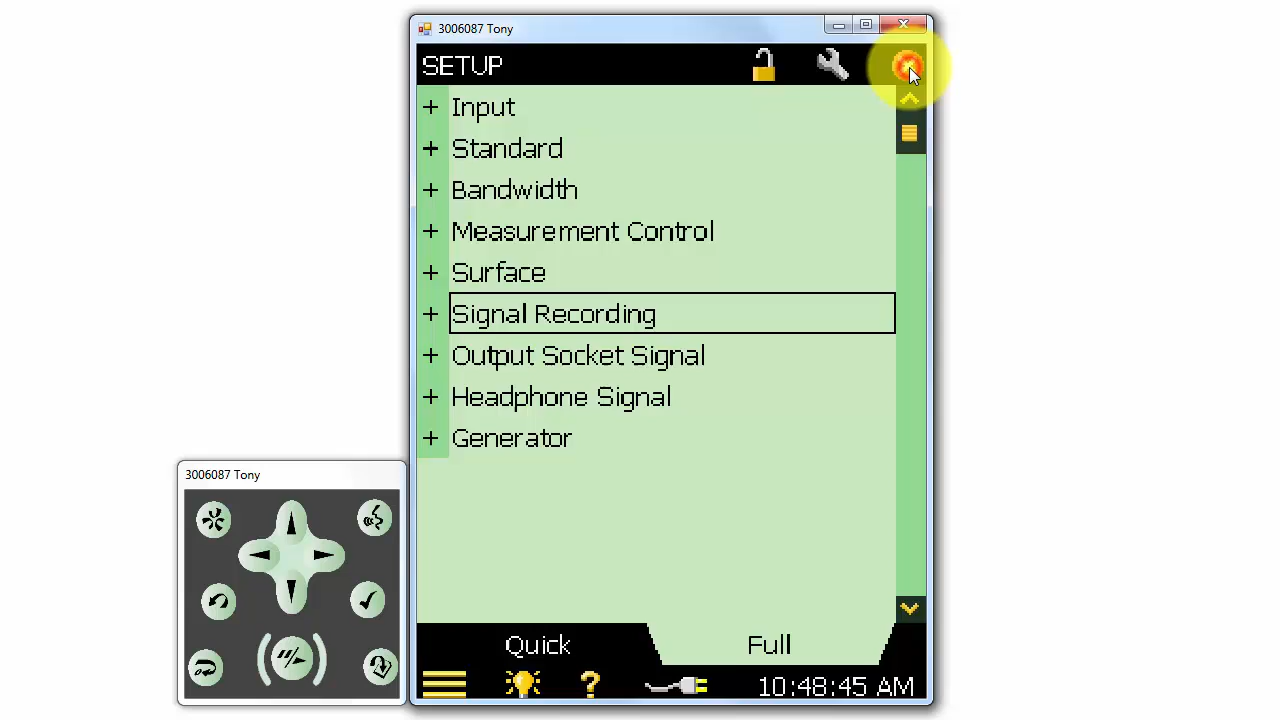 3006087 Tony
SETUP
+ Input
+ Standard
+ Bandwidth
+ Measurement Control
+ Surface
+ Signal Recording
+ Output Socket Signal
+ Headphone Signal
+ Generator
Quick
Full
? 10:48:45 AM
3006087 Tony